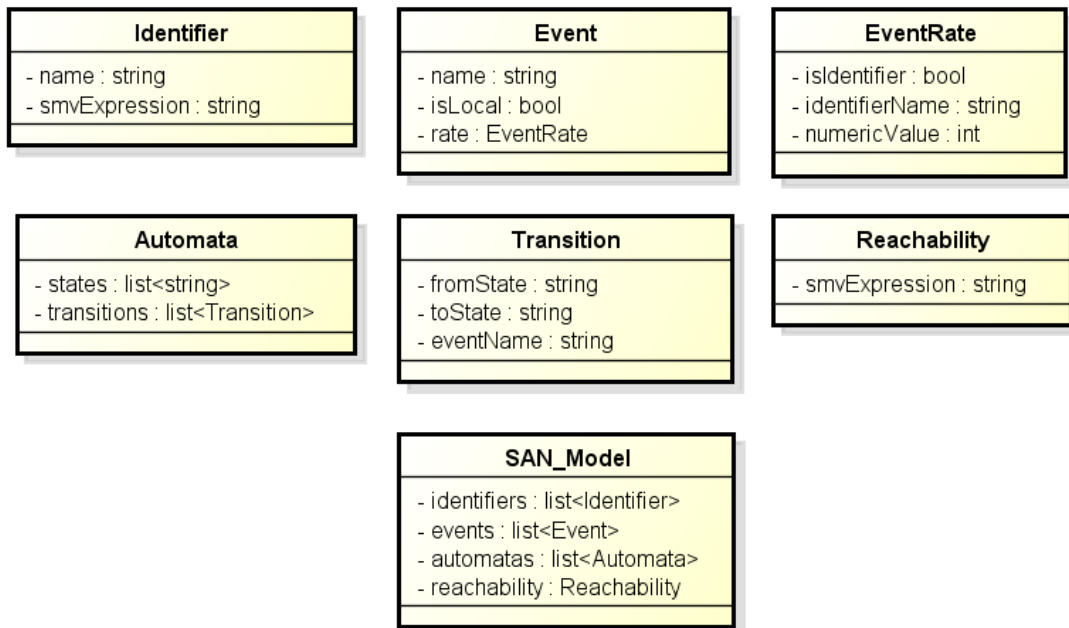 Identifier
- name : string
- smvExpression : string
Event
- name : string
- isLocal : bool
- rate : EventRate
EventRate
- isIdentifier : bool
- identifierName : string
- numericValue : int
Automata
- states : list<string>
- transitions : list<Transition>
Transition
- fromState : string
- toState : string
- eventName : string
Reachability
- smvExpression : string
SAN_Model
- identifiers : list<Identifier>
- events : list<Event>
- automatas : list<Automata>
- reachability : Reachability